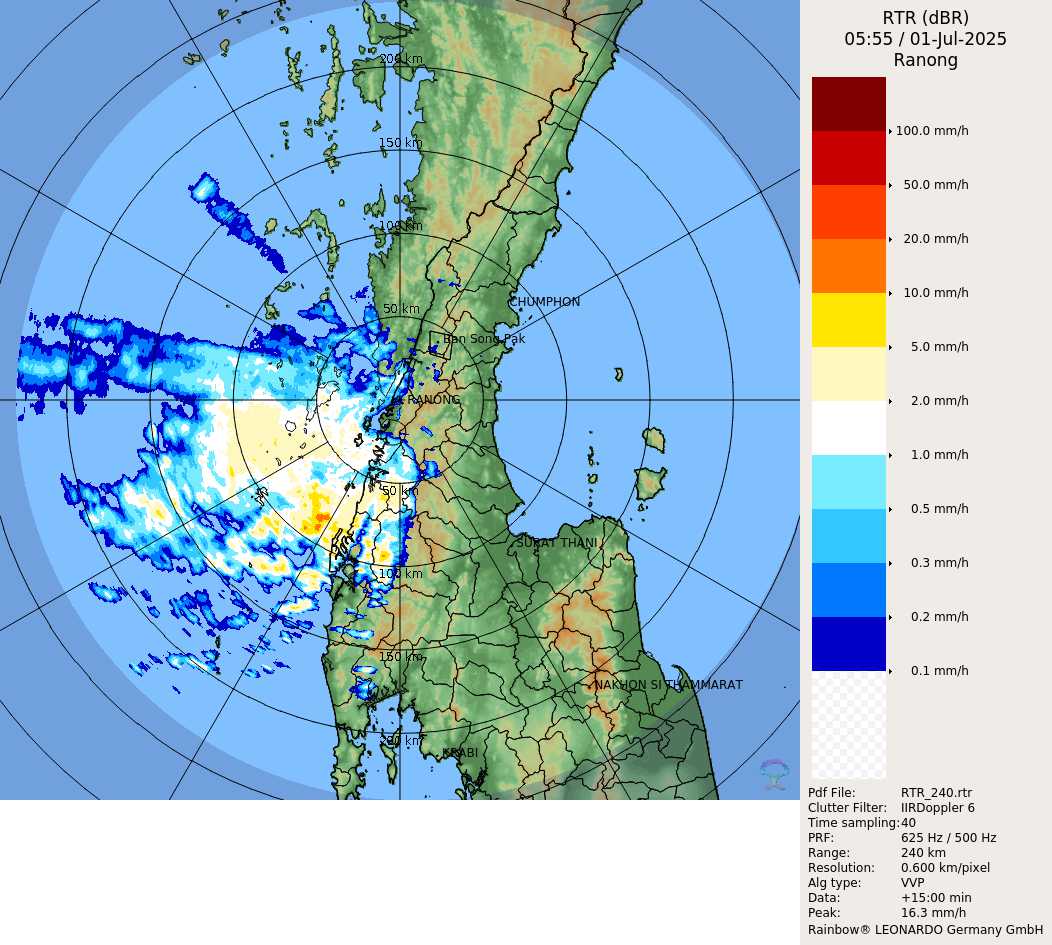 RTR (dBR)
05:55 / 01-Jul-2025
Ranong
100.0 mm/h
50.0 mm/h
20.0 mm/h
10.0 mm/h
5.0 mm/h
2.0 mm/h
1.0 mm/h
0.5 mm/h
0.3 mm/h
0.2 mm/h
0.1 mm/h
200 km
150 km
100 km
50 km
CHUMPHON
Ban Song Pak
RANONG
50 km
SURAT THANI
100 km
150 km
NAKHON SI THAMMARAT
200 km
KRABI
Pdf File: RTR_240.rtr
Clutter Filter: IIRDoppler 6
Time sampling:40
PRF: 625 Hz / 500 Hz
Range: 240 km
Resolution: 0.600 km/pixel
Alg type: VVP
Data: +15:00 min
Peak: 16.3 mm/h
Rainbow® LEONARDO Germany GmbH